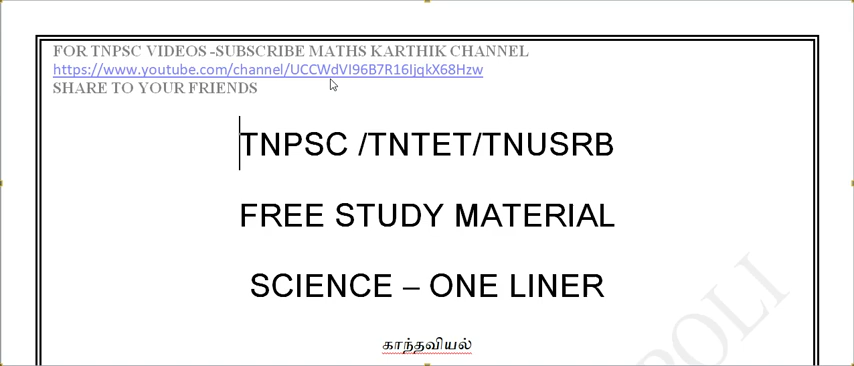 FOR TNPSC VIDEOS -SUBSCRIBE MATHS KARTHIK CHANNEL
https://www.youtube.com/channel/UCCWdVI96B7R16IjqkX68Hzw
SHARE TO YOUR FRIENDS
TNPSC /TNTET/TNUSRB
FREE STUDY MATERIAL
SCIENCE – ONE LINER
காந்தவியல்